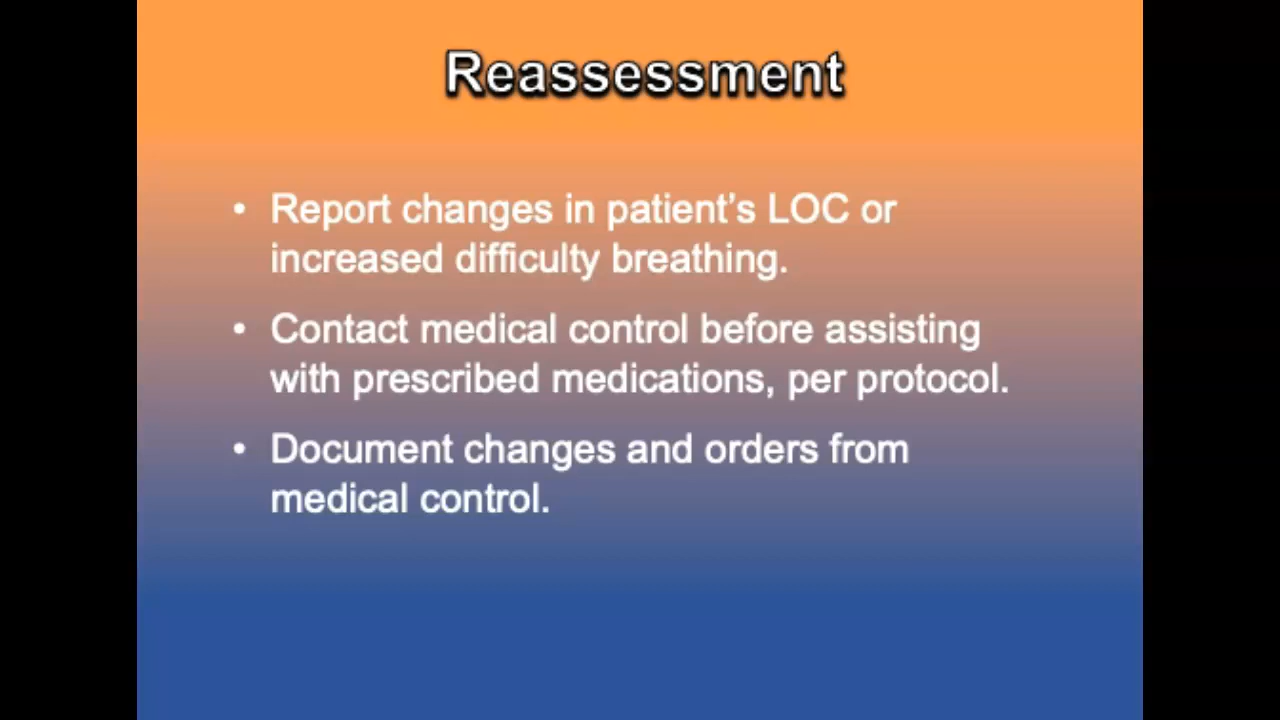 Reassessment
• Report changes in patient’s LOC or
increased difficulty breathing.
• Contact medical control before assisting
with prescribed medications, per protocol.
• Document changes and orders from
medical control.